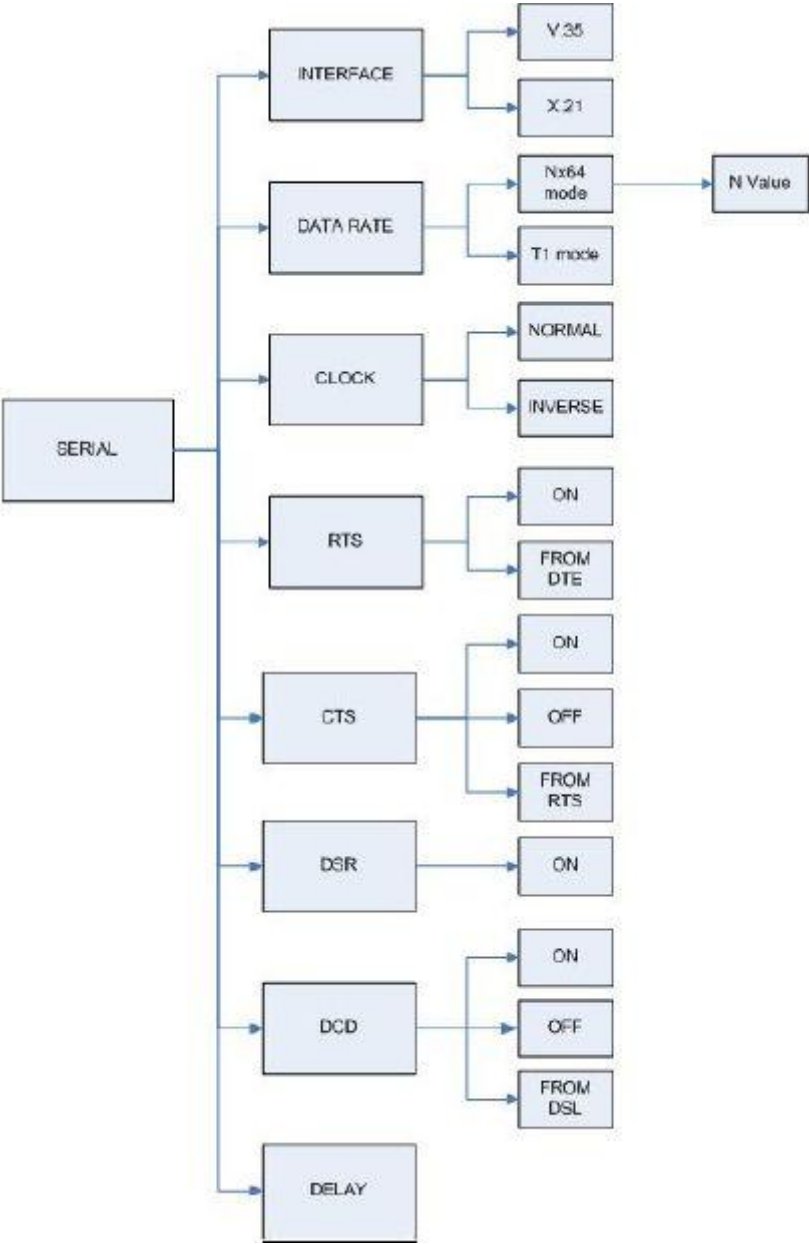 V.35
INTERFACE
X.21
Nx64
mode
N Value
DATA RATE
T1 mode
NORMAL
CLOCK
INVERSE
SERIAL
ON
RTS
FROM
DTE
ON
CTS
OFF
FROM
RTS
DSR
ON
ON
DCD
OFF
FROM
DSL
DELAY